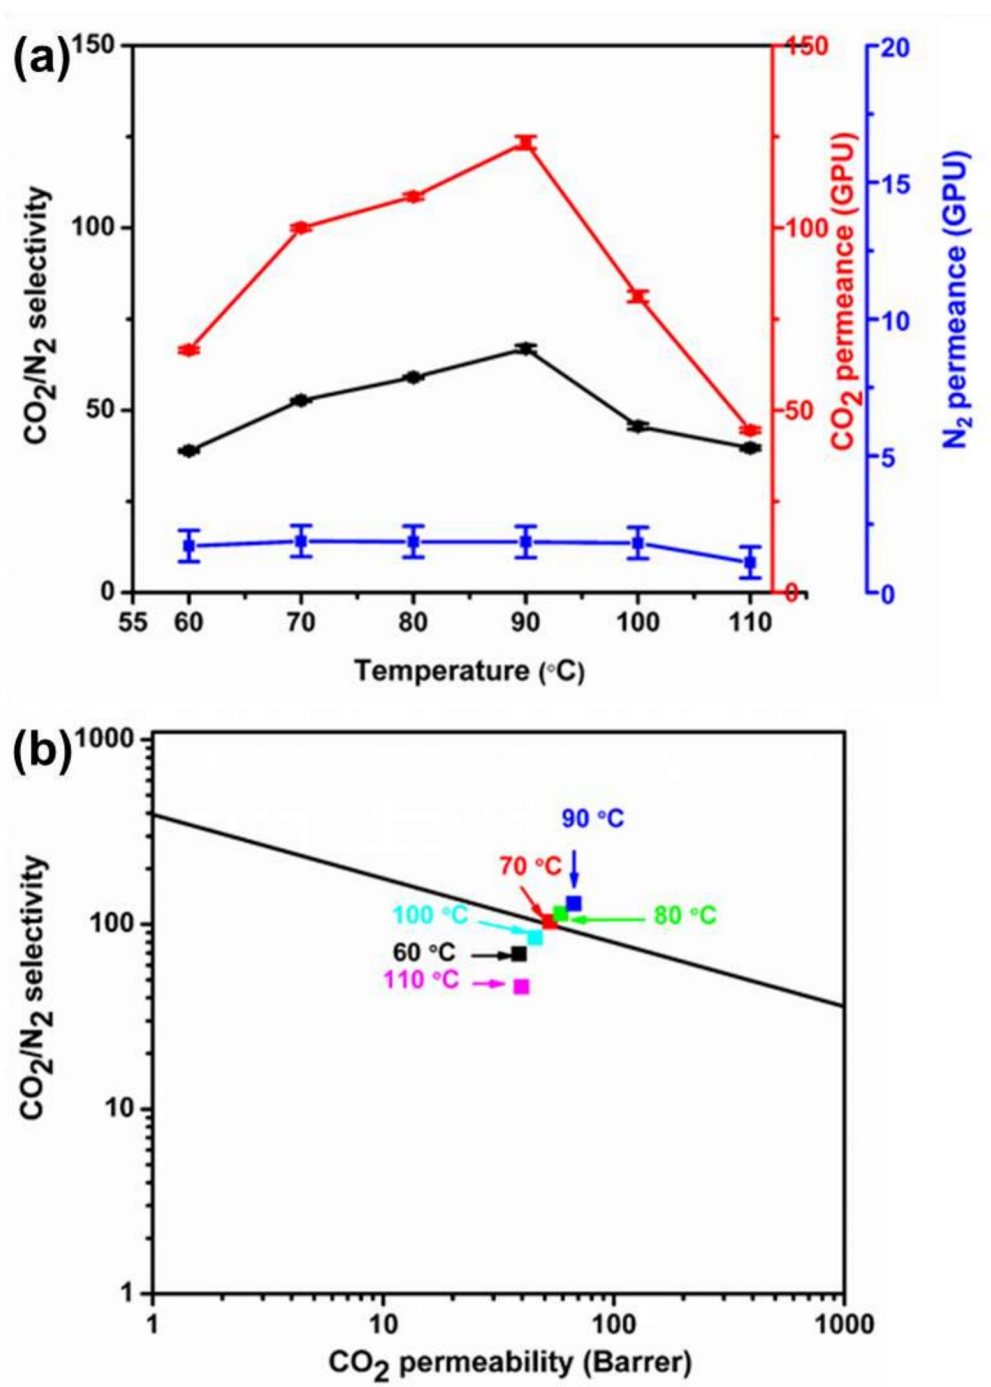 (a)
150
100
50
0
CO2/N2 selectivity
55 60 70 80 90 100 110
Temperature (°C)
150
100
50
0
CO2 permeance (GPU)
20
15
10
5
0
N2 permeance (GPU)
(b)
1000
100
10
1
CO2/N2 selectivity
90 °C
70 °C
100 °C
80 °C
60 °C
110 °C
1 10 100 1000
CO2 permeability (Barrer)